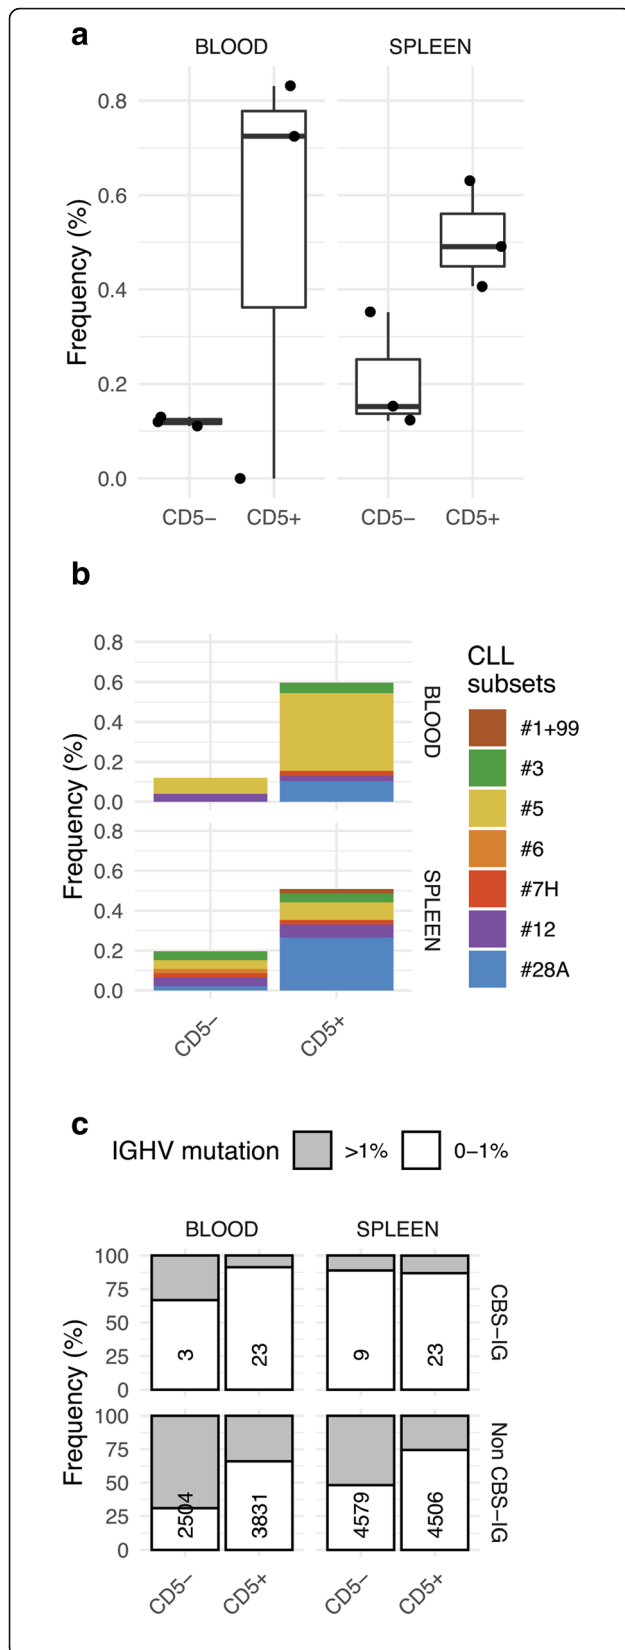 a
BLOOD SPLEEN
Frequency (%)
0.8
0.6
0.4
0.2
0.0
CD5− CD5+ CD5− CD5+
b
Frequency (%)
0.8
0.6
0.4
0.2
0.0
BLOOD
Frequency (%)
0.8
0.6
0.4
0.2
0.0
SPLEEN
CD5− CD5+
CLL
subsets
#1+99
#3
#5
#6
#7H
#12
#28A
c
IGHV mutation >1% 0−1%
BLOOD SPLEEN
Frequency (%)
100
75
50
25
0
3 23 9 23
CBS−IG
100
75
50
25
0
2504 3831 4579 4506
Non CBS−IG
CD5− CD5+ CD5− CD5+